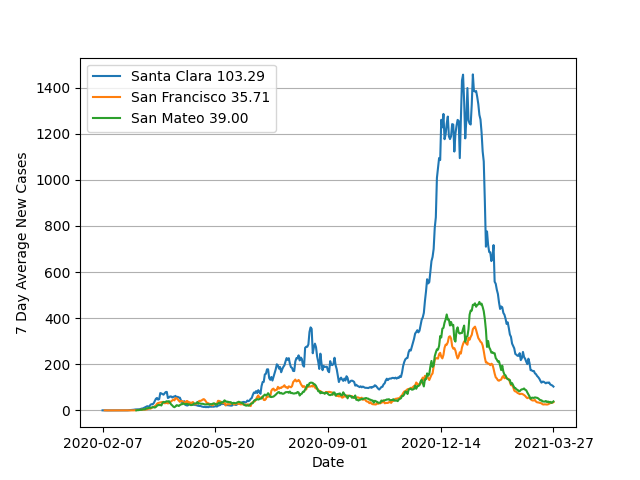 Santa Clara 103.29
San Francisco 35.71
San Mateo 39.00
1400
1200
1000
800
600
400
200
0
7 Day Average New Cases
2020-02-07 2020-05-20 2020-09-01 2020-12-14 2021-03-27
Date